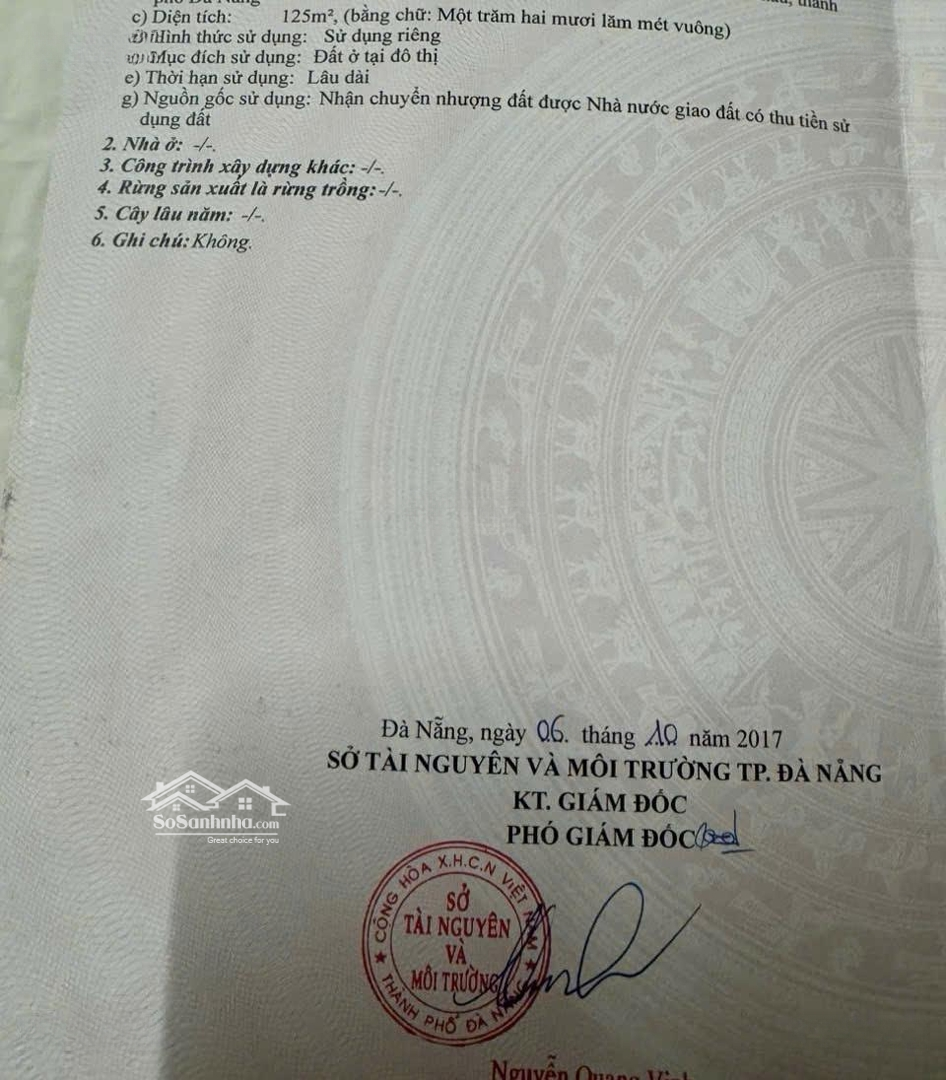 phố Đà Nẵng
thành
c) Diện tích: 125m², (bằng chữ: Một trăm hai mươi lăm mét vuông)
Hình thức sử dụng: Sử dụng riêng
Mục đích sử dụng: Đất ở tại đô thị
e) Thời hạn sử dụng: Lâu dài
g) Nguồn gốc sử dụng: Nhận chuyển nhượng đất được Nhà nước giao đất có thu tiền sử
dụng đất
2. Nhà ở: -/-.
3. Công trình xây dựng khác: -/-.
4. Rừng sản xuất là rừng trồng: -/-.
5. Cây lâu năm: -/-.
6. Ghi chú: Không.
Đà Nẵng, ngày 06. tháng 10 năm 2017
SỞ TÀI NGUYÊN VÀ MÔI TRƯỜNG TP. ĐÀ NẴNG
KT. GIÁM ĐỐC
PHÓ GIÁM ĐỐC
SoSanhnha.com
Great choice for you
CỘNG HÒA X.H.C.N VIỆT NAM
SỞ
TÀI NGUYÊN
VÀ
MÔI TRƯỜNG
THÀNH PHỐ ĐÀ NẴNG
Nguyễn Quang